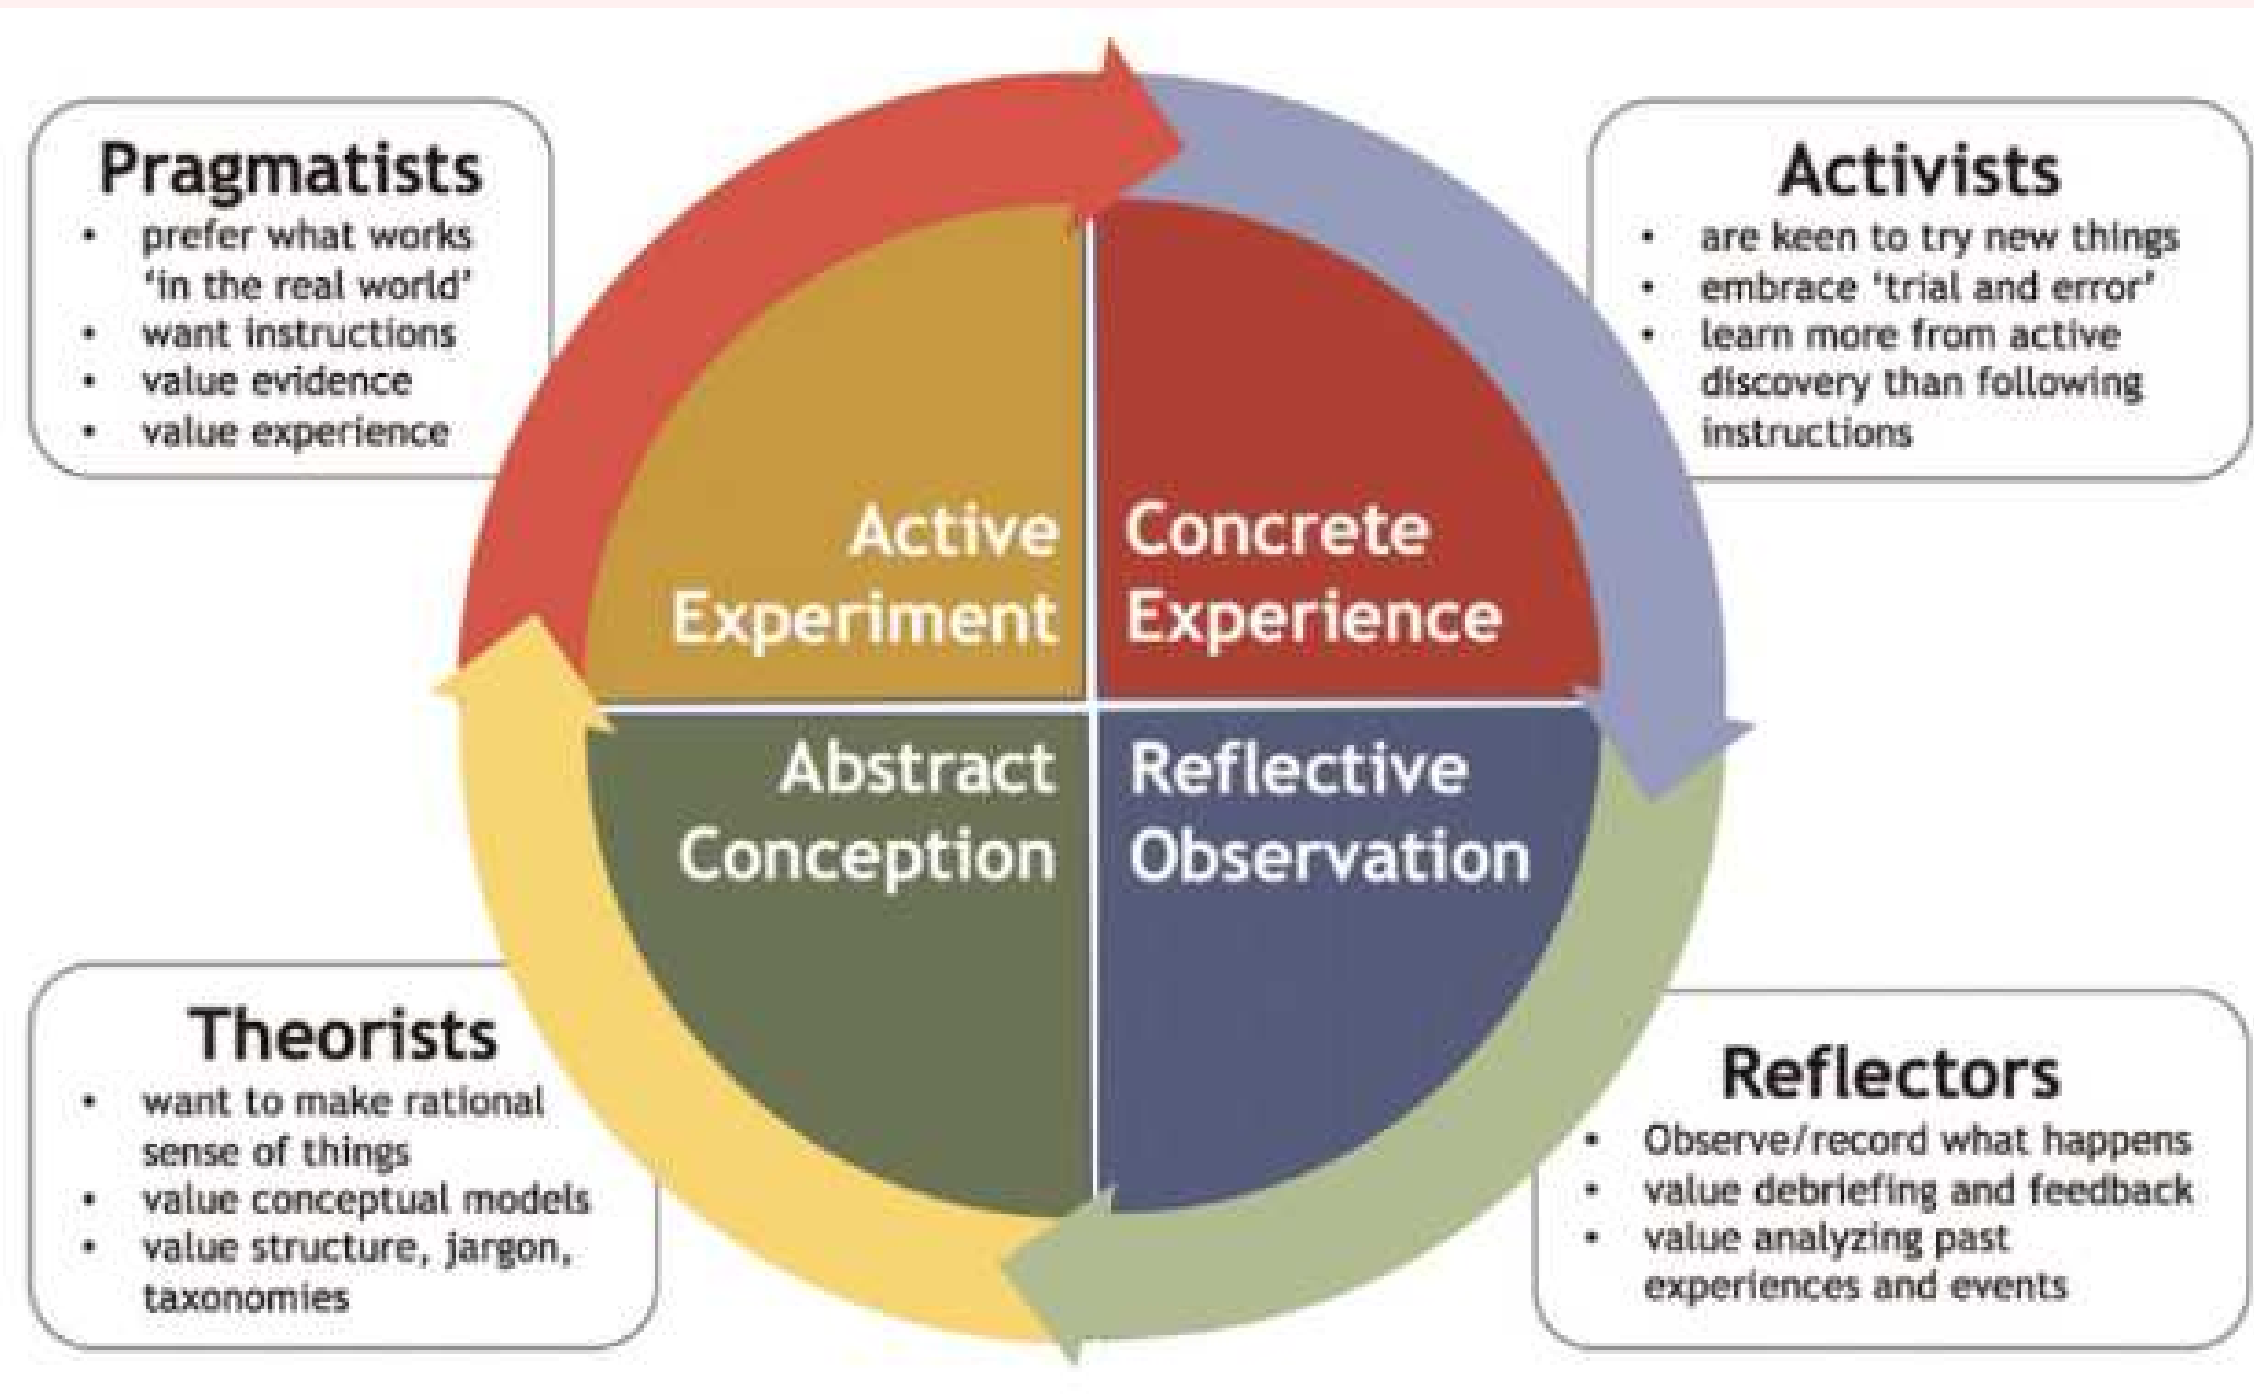 Pragmatists
• prefer what works
‘in the real world’
• want instructions
• value evidence
• value experience
Activists
• are keen to try new things
• embrace ‘trial and error’
• learn more from active
discovery than following
instructions
Active
Experiment
Concrete
Experience
Abstract
Conception
Reflective
Observation
Theorists
• want to make rational
sense of things
• value conceptual models
• value structure, jargon,
taxonomies
Reflectors
• Observe/record what happens
• value debriefing and feedback
• value analyzing past
experiences and events